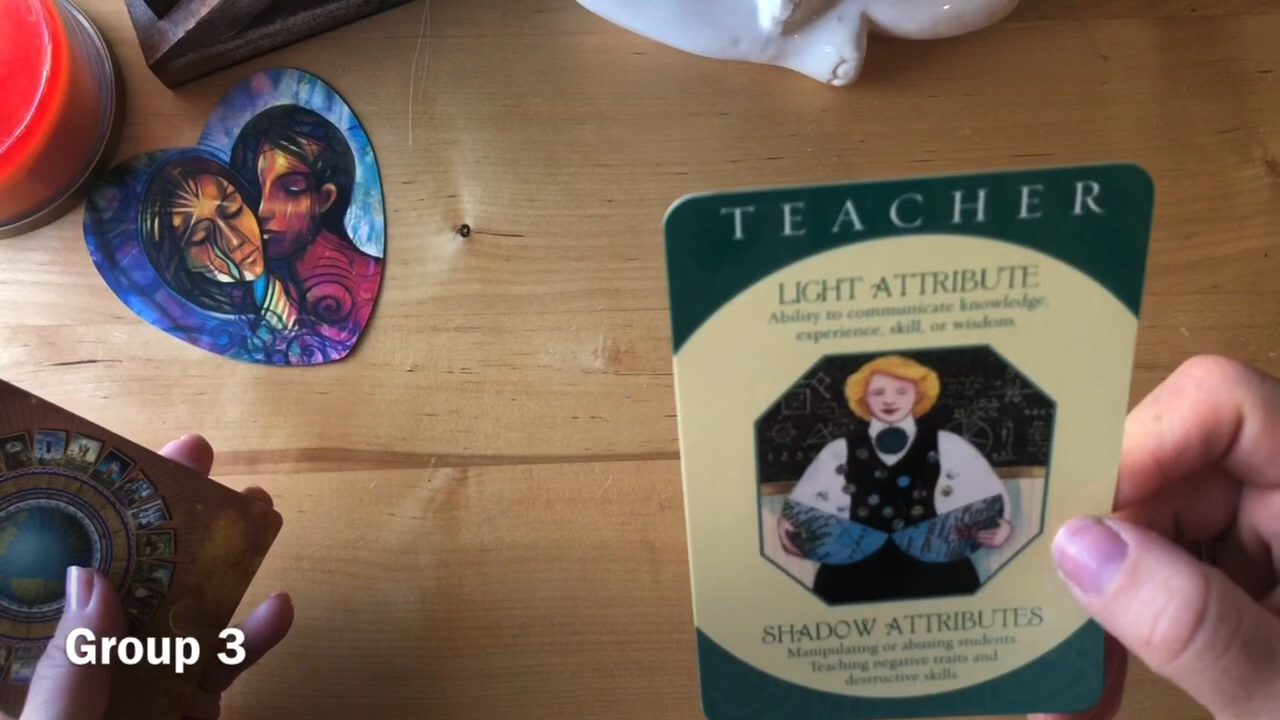 TEACHER
LIGHT ATTRIBUTE
Ability to communicate knowledge,
experience, skill, or wisdom.
SHADOW ATTRIBUTES
Manipulating or abusing students.
Teaching negative traits and
destructive skills.
Group 3